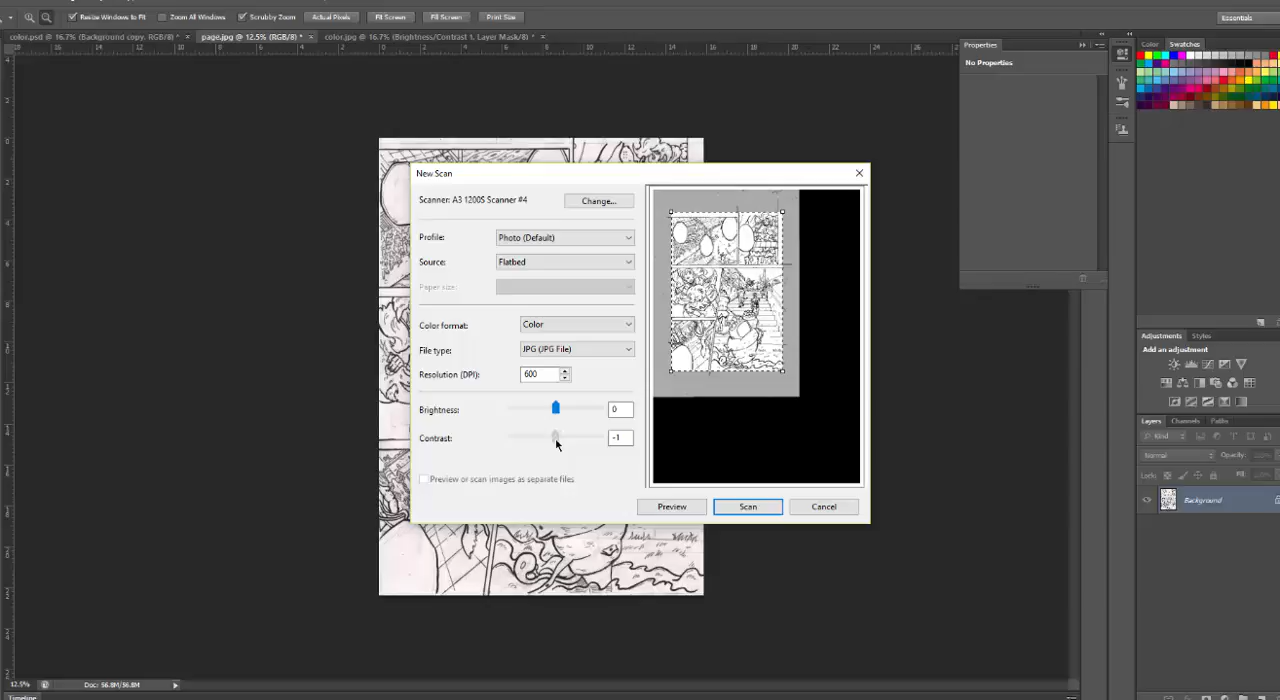 Resize Windows to Fit Zoom All Windows Scrubby Zoom Actual Pixels Fit Screen Fill Screen Print Size Essentials
color.psd @ 16.7% (Background copy, RGB/8) * × page.jpg @ 12.5% (RGB/8) * × color.jpg @ 16.7% (Brightness/Contrast 1, Layer Mask/8) * ×
Properties
No Properties
Color Swatches
New Scan
Scanner: A3 1200S Scanner #4 Change...
Profile: Photo (Default)
Source: Flatbed
Paper size:
Color format: Color
File type: JPG (JPG File)
Resolution (DPI): 600
Brightness: 0
Contrast: -1
Preview or scan images as separate files
Preview Scan Cancel
Adjustments Styles
Add an adjustment
Layers Channels Paths
Kind
Normal Opacity:
Lock: Fill:
Background
12.5% Doc: 56.8M/56.8M
Timeline